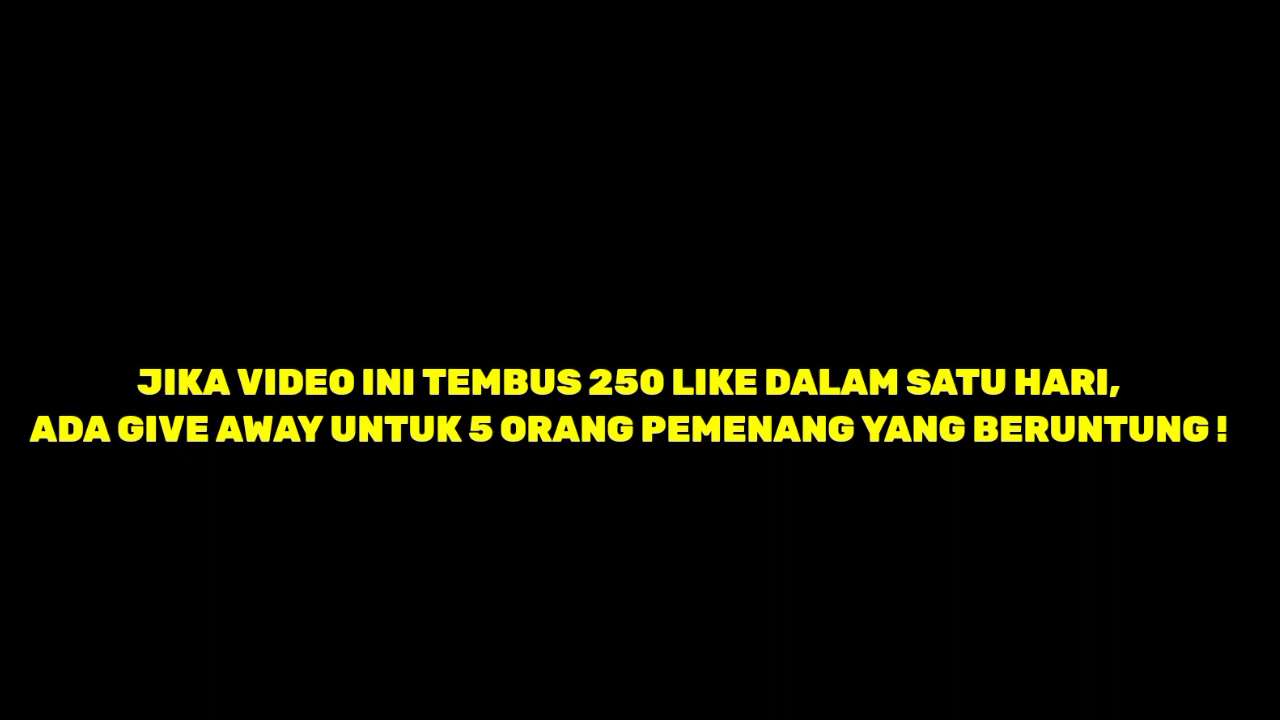 JIKA VIDEO INI TEMBUS 250 LIKE DALAM SATU HARI,
ADA GIVE AWAY UNTUK 5 ORANG PEMENANG YANG BERUNTUNG !